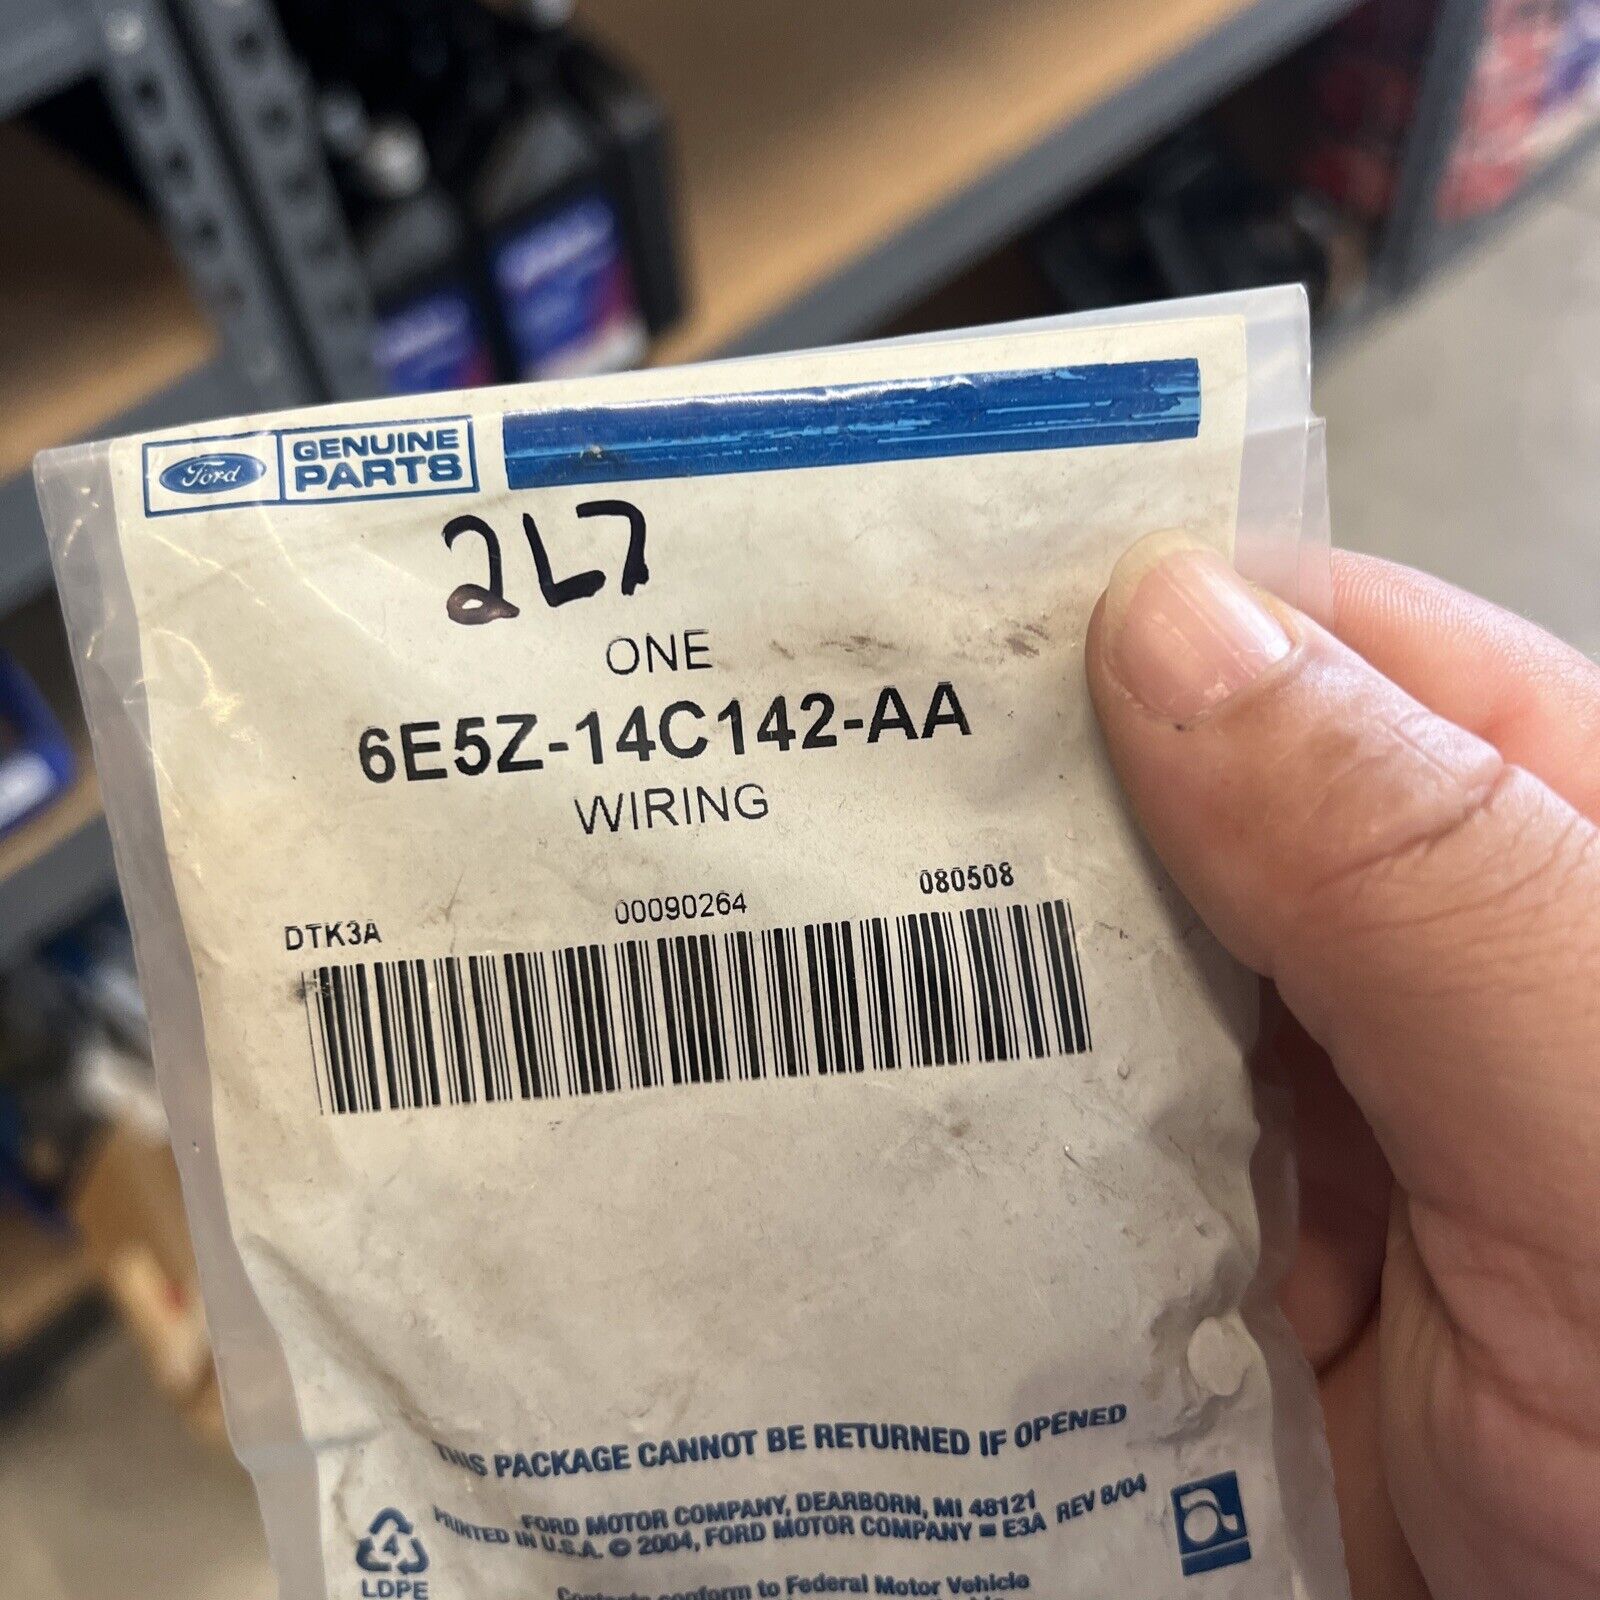 Ford GENUINE PARTS
2L7
ONE
6E5Z-14C142-AA
WIRING
DTK3A 00090264 080508
THIS PACKAGE CANNOT BE RETURNED IF OPENED
FORD MOTOR COMPANY, DEARBORN, MI 48121
PRINTED IN U.S.A. © 2004, FORD MOTOR COMPANY E3A REV 8/04
4
LDPE
Contents conform to Federal Motor Vehicle